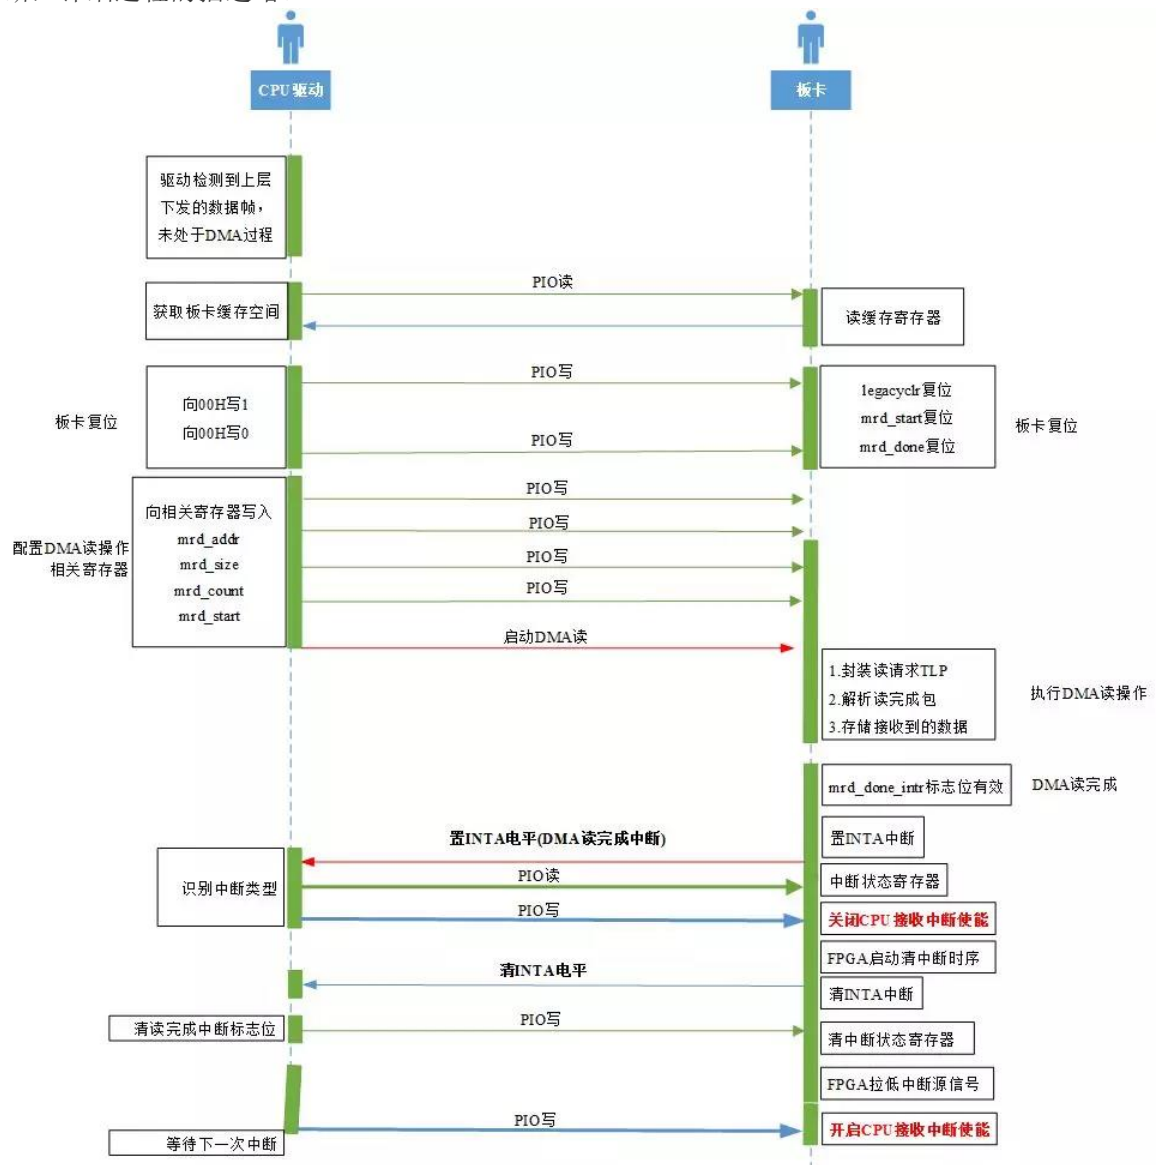 CPU驱动
板卡
驱动检测到上层
下发的数据帧，
未处于DMA过程
PIO读
获取板卡缓存空间
读缓存寄存器
PIO写
板卡复位
向00H写1
向00H写0
legacyclr复位
mrd_start复位
mrd_done复位
板卡复位
PIO写
PIO写
PIO写
PIO写
PIO写
配置DMA读操作
相关寄存器
向相关寄存器写入
mrd_addr
mrd_size
mrd_count
mrd_start
启动DMA读
1.封装读请求TLP
2.解析读完成包
3.存储接收到的数据
执行DMA读操作
mrd_done_intr标志位有效
DMA读完成
置INTA电平(DMA读完成中断)
置INTA中断
识别中断类型
PIO读
中断状态寄存器
PIO写
关闭CPU接收中断使能
FPGA启动清中断时序
清INTA电平
清INTA中断
清读完成中断标志位
PIO写
清中断状态寄存器
FPGA拉低中断源信号
PIO写
开启CPU接收中断使能
等待下一次中断